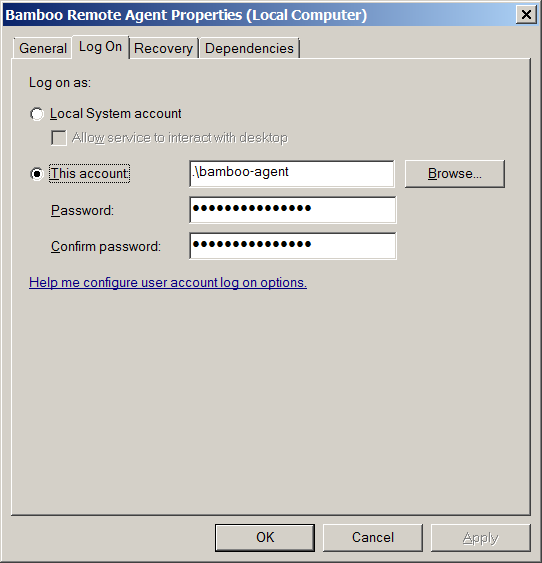 Bamboo Remote Agent Properties (Local Computer)
General Log On Recovery Dependencies
Log on as:
Local System account
Allow service to interact with desktop
This account: .\bamboo-agent Browse...
Password: •••••••••••••••
Confirm password: •••••••••••••••
Help me configure user account log on options.
OK Cancel Apply